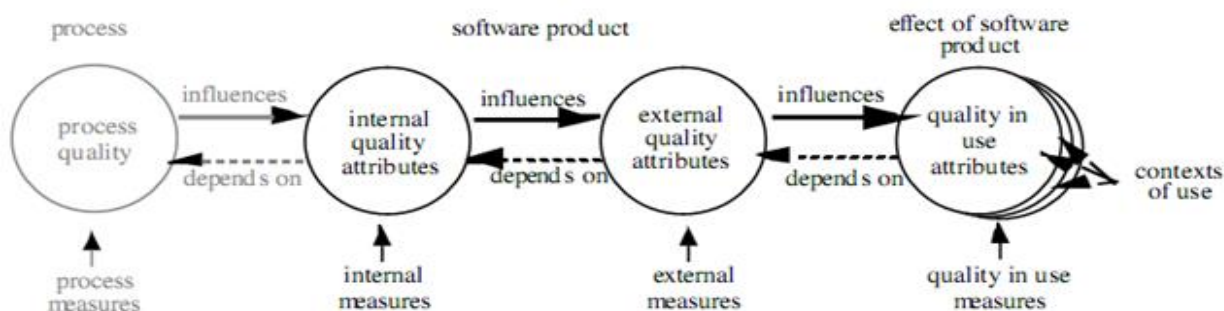 process
software product
effect of software
product
influences
influences
influences
process
quality
internal
quality
attributes
external
quality
attributes
quality in
use
attributes
depends on
depends on
depends on
contexts
of use
process
measures
internal
measures
external
measures
quality in use
measures